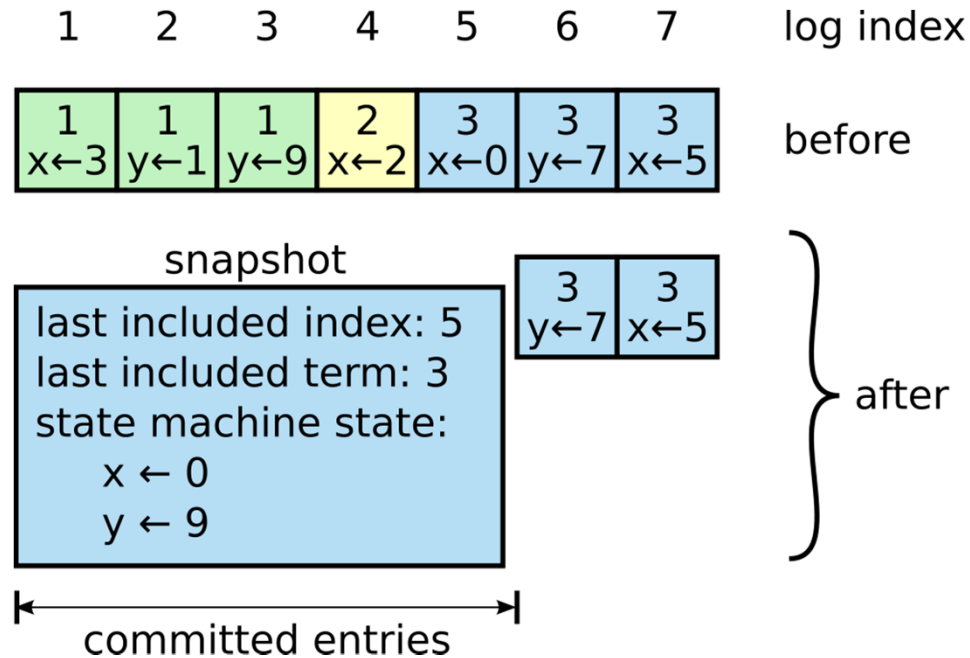 1 2 3 4 5 6 7 log index
1 1 1 2 3 3 3
x←3 y←1 y←9 x←2 x←0 y←7 x←5
before
snapshot
last included index: 5
last included term: 3
state machine state:
x ← 0
y ← 9
3 3
y←7 x←5
after
committed entries